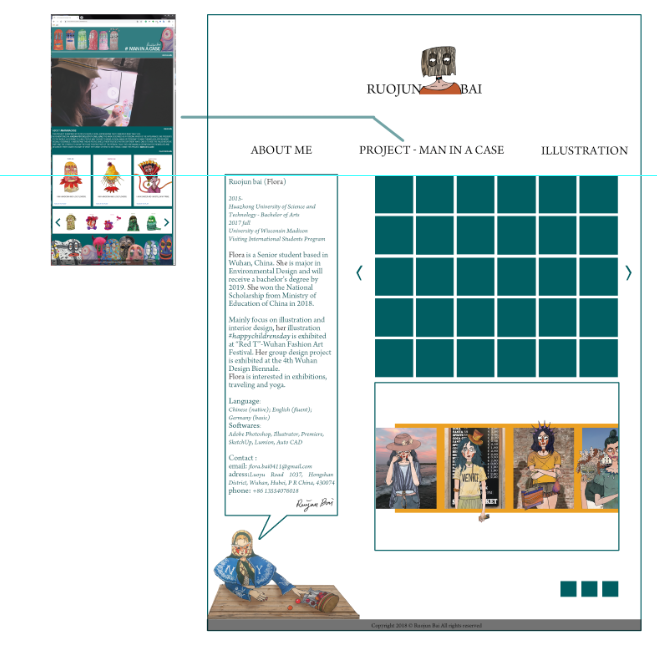 # MAN IN A CASE
RUOJUN BAI
ABOUT ME
PROJECT - MAN IN A CASE
ILLUSTRATION
Ruojun bai (Flora)
2015-
Huazhong University of Science and
Technology - Bachelor of Arts
2017 fall
University of Wisconsin Madison
Visiting International Students Program
Flora is a Senior student based in
Wuhan, China. She is major in
Environmental Design and will
receive a bachelor's degree by
2019. She won the National
Scholarship from Ministry of
Education of China in 2018.
Mainly focus on illustration and
interior design, her illustration
#happychildrensday is exhibited
at "Red T"-Wuhan Fashion Art
Festival. Her group design project
is exhibited at the 4th Wuhan
Design Biennale.
Flora is interested in exhibitions,
traveling and yoga.
Language:
Chinese (native); English (fluent);
Germany (basic)
Softwares:
Adobe Photoshop, Illustrator, Premiere,
SketchUp, Lumion, Auto CAD
Contact :
email: flora.bai0411@gmail.com
adress:Luoyu Road 1037, Hongshan
District, Wuhan, Hubei, P R China, 430074
phone: +86
Ruojun Bai
Copyright 2018 © Ruojun Bai All rights reserved